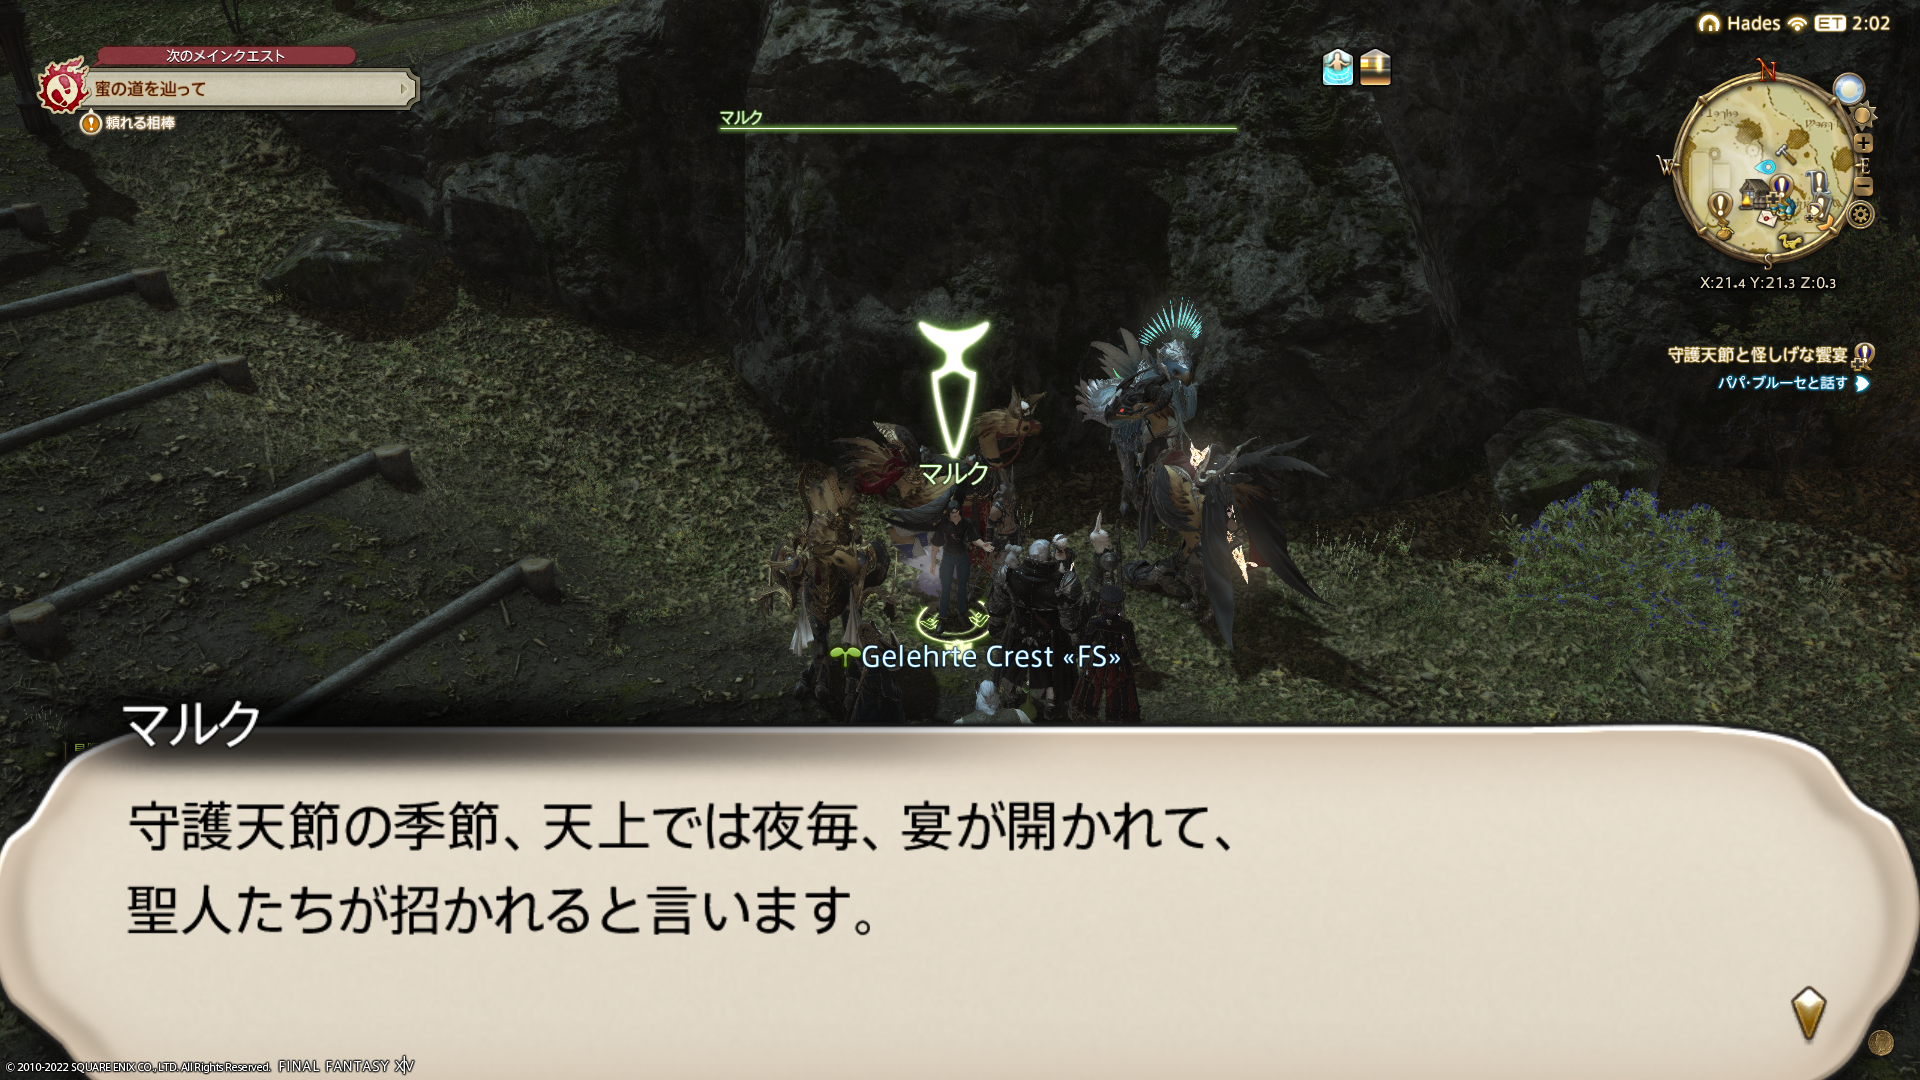 Hades ET 2:02
次のメインクエスト
蜜の道を辿って
頼れる相棒
マルク
N
W
E
S
X:21.4 Y:21.3 Z:0.3
守護天節と怪しげな饗宴
パパ・ブルーセと話す
マルク
Gelehrte Crest «FS»
マルク
守護天節の季節、天上では夜毎、宴が開かれて、
聖人たちが招かれると言います。
© 2010-2022 SQUARE ENIX CO., LTD. All Rights Reserved. FINAL FANTASY XIV